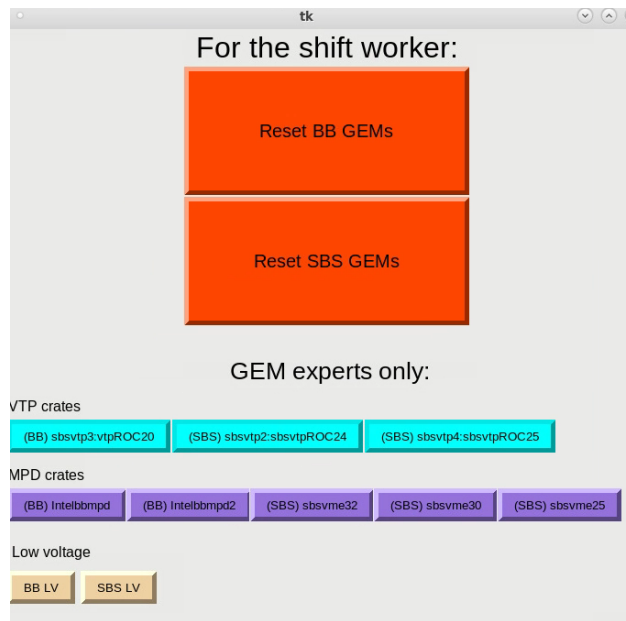 tk
For the shift worker:
Reset BB GEMs
Reset SBS GEMs
GEM experts only:
VTP crates
(BB) sbsvtp3:vtpROC20 (SBS) sbsvtp2:sbsvtpROC24 (SBS) sbsvtp4:sbsvtpROC25
MPD crates
(BB) Intelbbmpd (BB) Intelbbmpd2 (SBS) sbsvme32 (SBS) sbsvme30 (SBS) sbsvme25
Low voltage
BB LV SBS LV